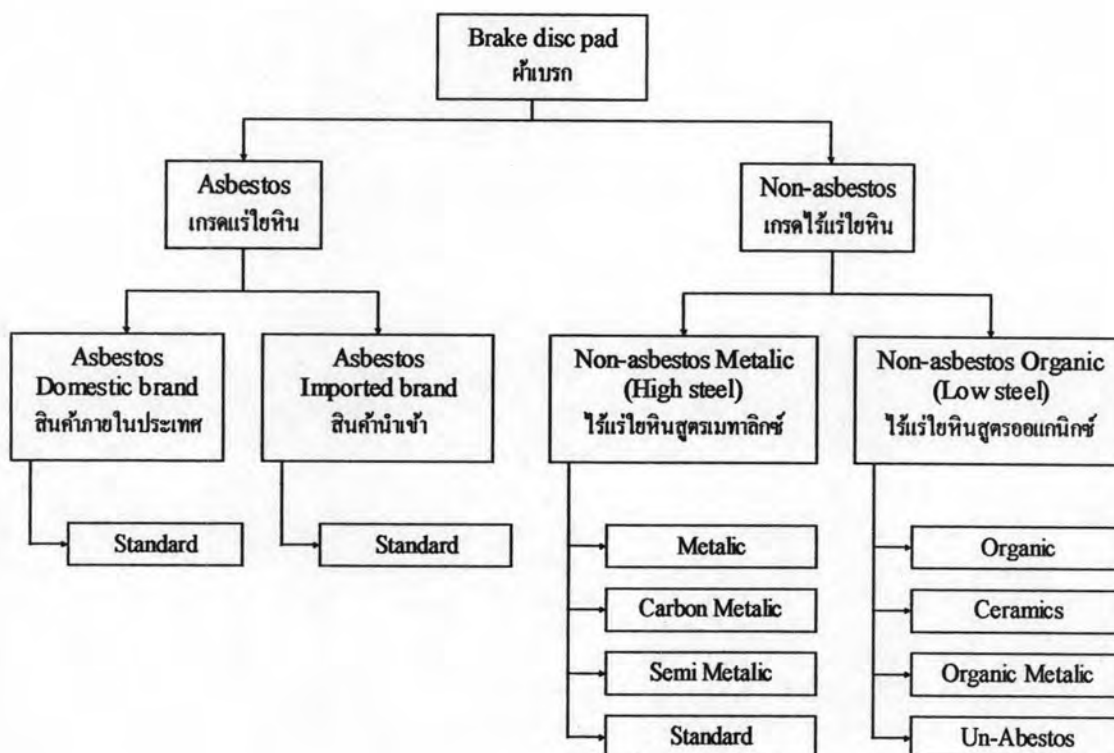 Brake disc pad
ผ้าเบรก
Asbestos
เกรดแร่ใยหิน
Non-asbestos
เกรดไร้แร่ใยหิน
Asbestos
Domestic brand
สินค้าภายในประเทศ
Asbestos
Imported brand
สินค้านำเข้า
Non-asbestos Metalic
(High steel)
ไร้แร่ใยหินสูตรเมทาลิกซ์
Non-asbestos Organic
(Low steel)
ไร้แร่ใยหินสูตรออแกนิกซ์
Standard
Standard
Metalic
Carbon Metalic
Semi Metalic
Standard
Organic
Ceramics
Organic Metalic
Un-Abestos